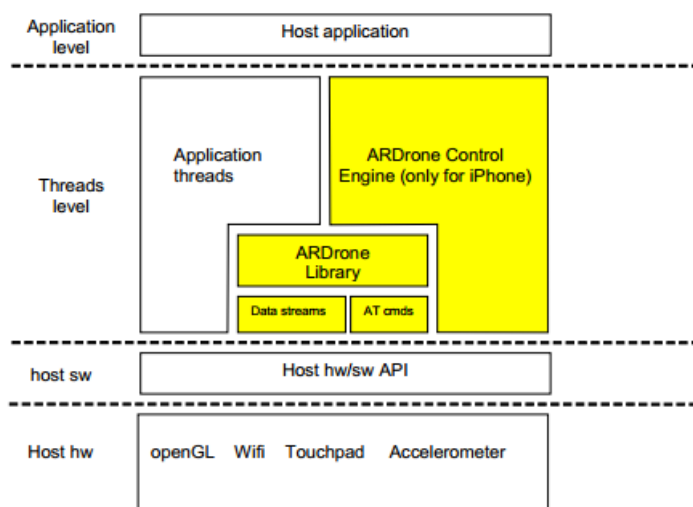 Application
level
Host application
Threads
level
Application
threads
ARDrone Control
Engine (only for iPhone)
ARDrone
Library
Data streams
AT cmds
host sw
Host hw/sw API
Host hw
openGL Wifi Touchpad Accelerometer